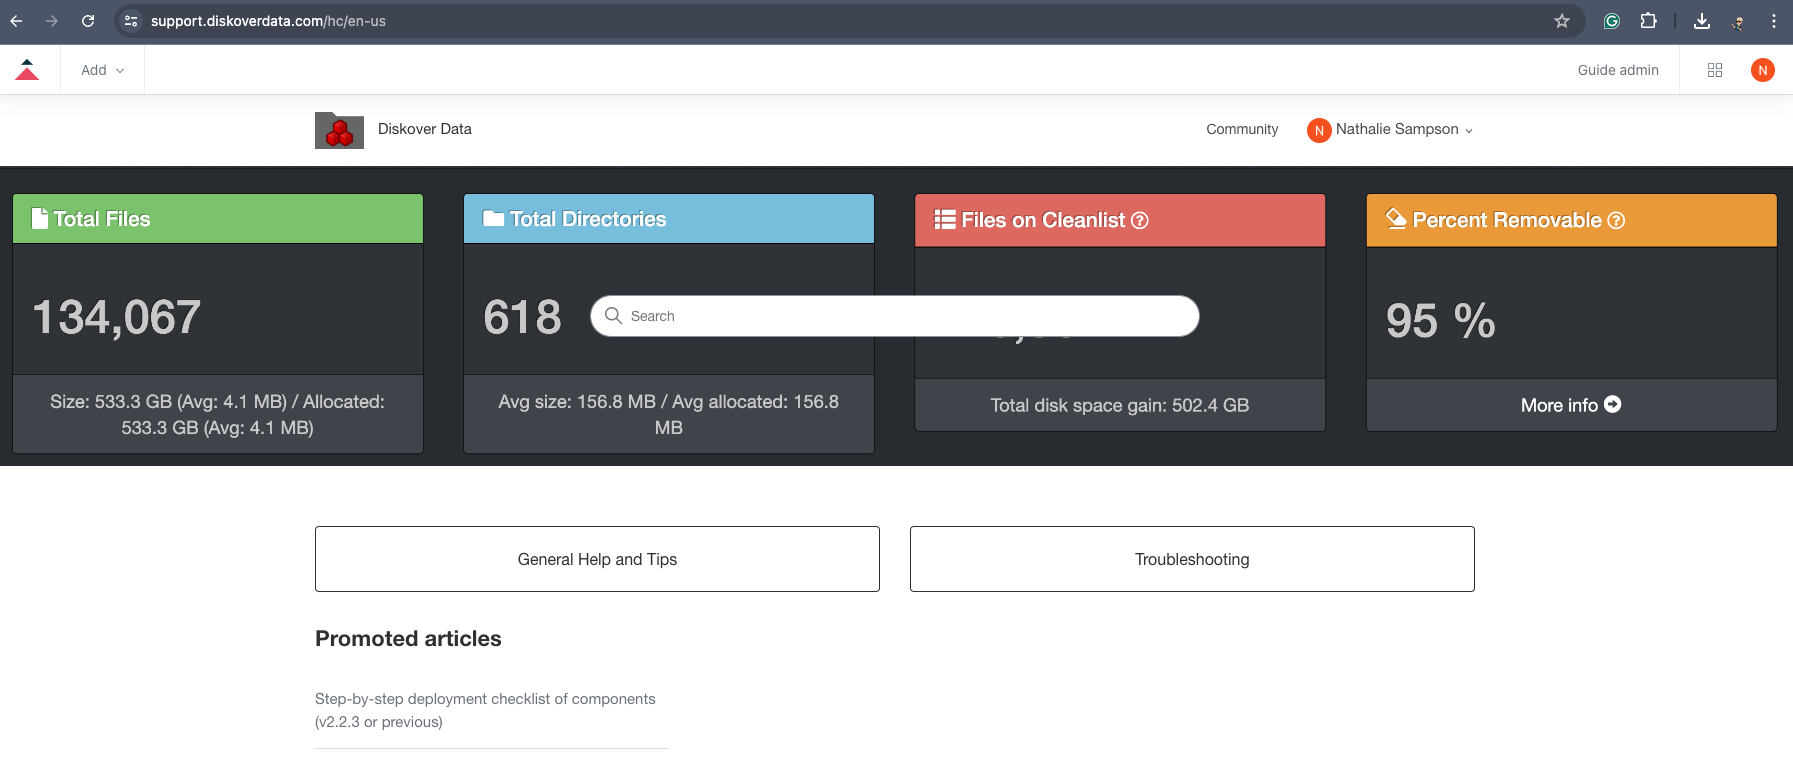 support.diskoverdata.com/hc/en-us
Add
Guide admin
N
Diskover Data
Community
N Nathalie Sampson
Total Files
134,067
Size: 533.3 GB (Avg: 4.1 MB) / Allocated:
533.3 GB (Avg: 4.1 MB)
Total Directories
618
Avg size: 156.8 MB / Avg allocated: 156.8
MB
Search
Files on Cleanlist
Total disk space gain: 502.4 GB
Percent Removable
95 %
More info
General Help and Tips
Troubleshooting
Promoted articles
Step-by-step deployment checklist of components
(v2.2.3 or previous)